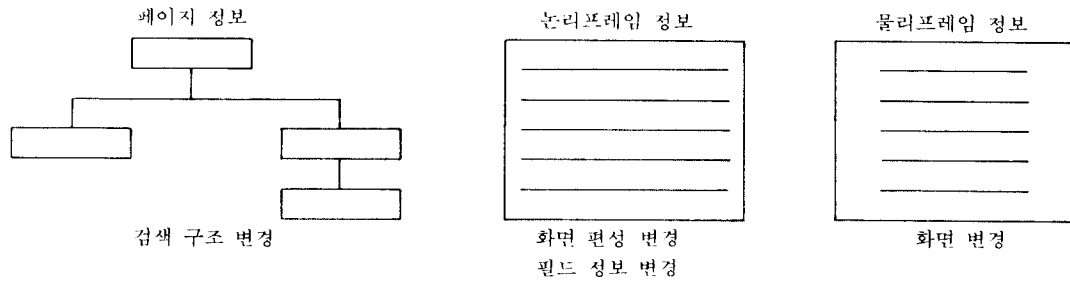 페이지 정보
논리프레임 정보
물리프레임 정보
검색 구조 변경
화면 편성 변경
필드 정보 변경
화면 변경